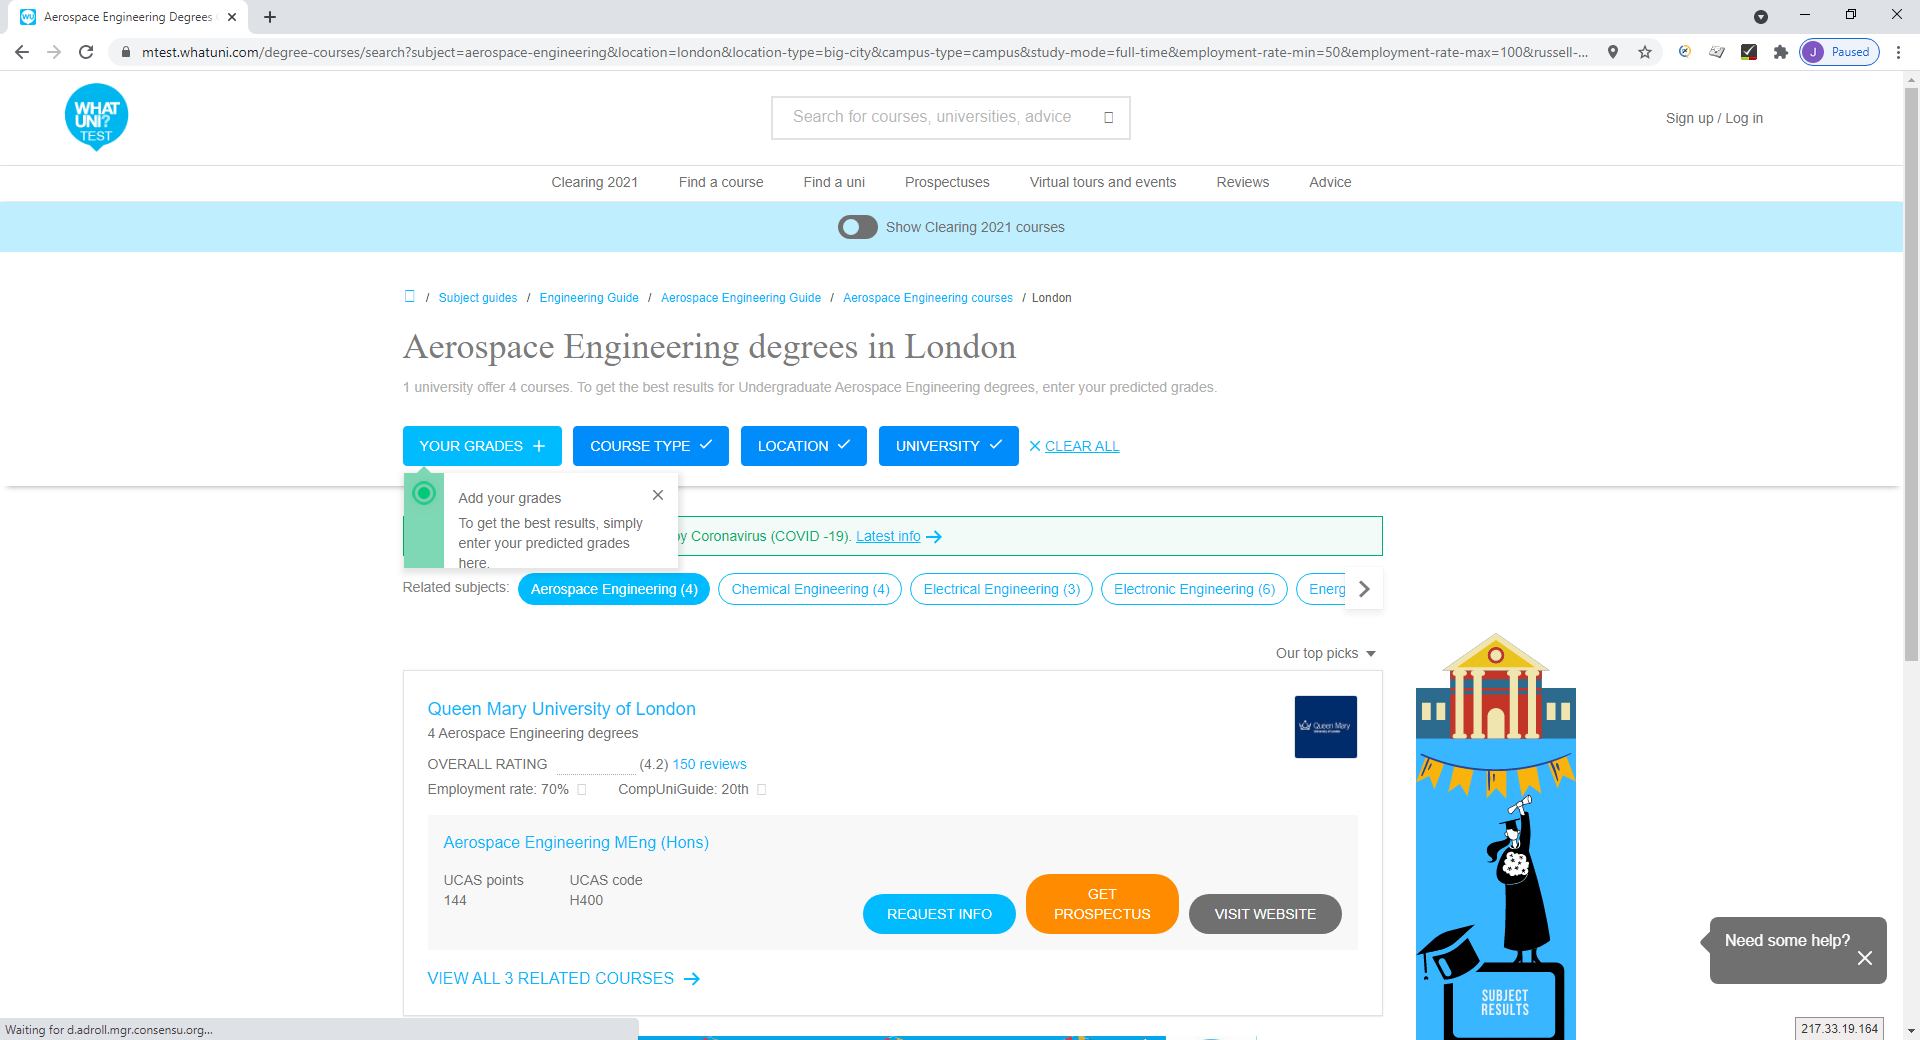 Aerospace Engineering Degrees
mtest.whatuni.com/degree-courses/search?subject=aerospace-engineering&location=london&location-type=big-city&campus-type=campus&study-mode=full-time&employment-rate-min=50&employment-rate-max=100&russell-...
J Paused
WU
WHAT
UNI?
TEST
Search for courses, universities, advice
Sign up / Log in
Clearing 2021 Find a course Find a uni Prospectuses Virtual tours and events Reviews Advice
Show Clearing 2021 courses
/ Subject guides / Engineering Guide / Aerospace Engineering Guide / Aerospace Engineering courses / London
Aerospace Engineering degrees in London
1 university offer 4 courses. To get the best results for Undergraduate Aerospace Engineering degrees, enter your predicted grades.
YOUR GRADES COURSE TYPE LOCATION UNIVERSITY CLEAR ALL
Add your grades
To get the best results, simply
enter your predicted grades
here.
by Coronavirus (COVID -19). Latest info
Related subjects: Aerospace Engineering (4) Chemical Engineering (4) Electrical Engineering (3) Electronic Engineering (6) Energ
Our top picks
Queen Mary University of London
4 Aerospace Engineering degrees
Queen Mary
University of London
OVERALL RATING (4.2) 150 reviews
Employment rate: 70% CompUniGuide: 20th
Aerospace Engineering MEng (Hons)
UCAS points UCAS code
144 H400
REQUEST INFO
GET
PROSPECTUS
VISIT WEBSITE
VIEW ALL 3 RELATED COURSES
Need some help?
SUBJECT
RESULTS
Waiting for d.adroll.mgr.consensu.org...
217.33.19.164